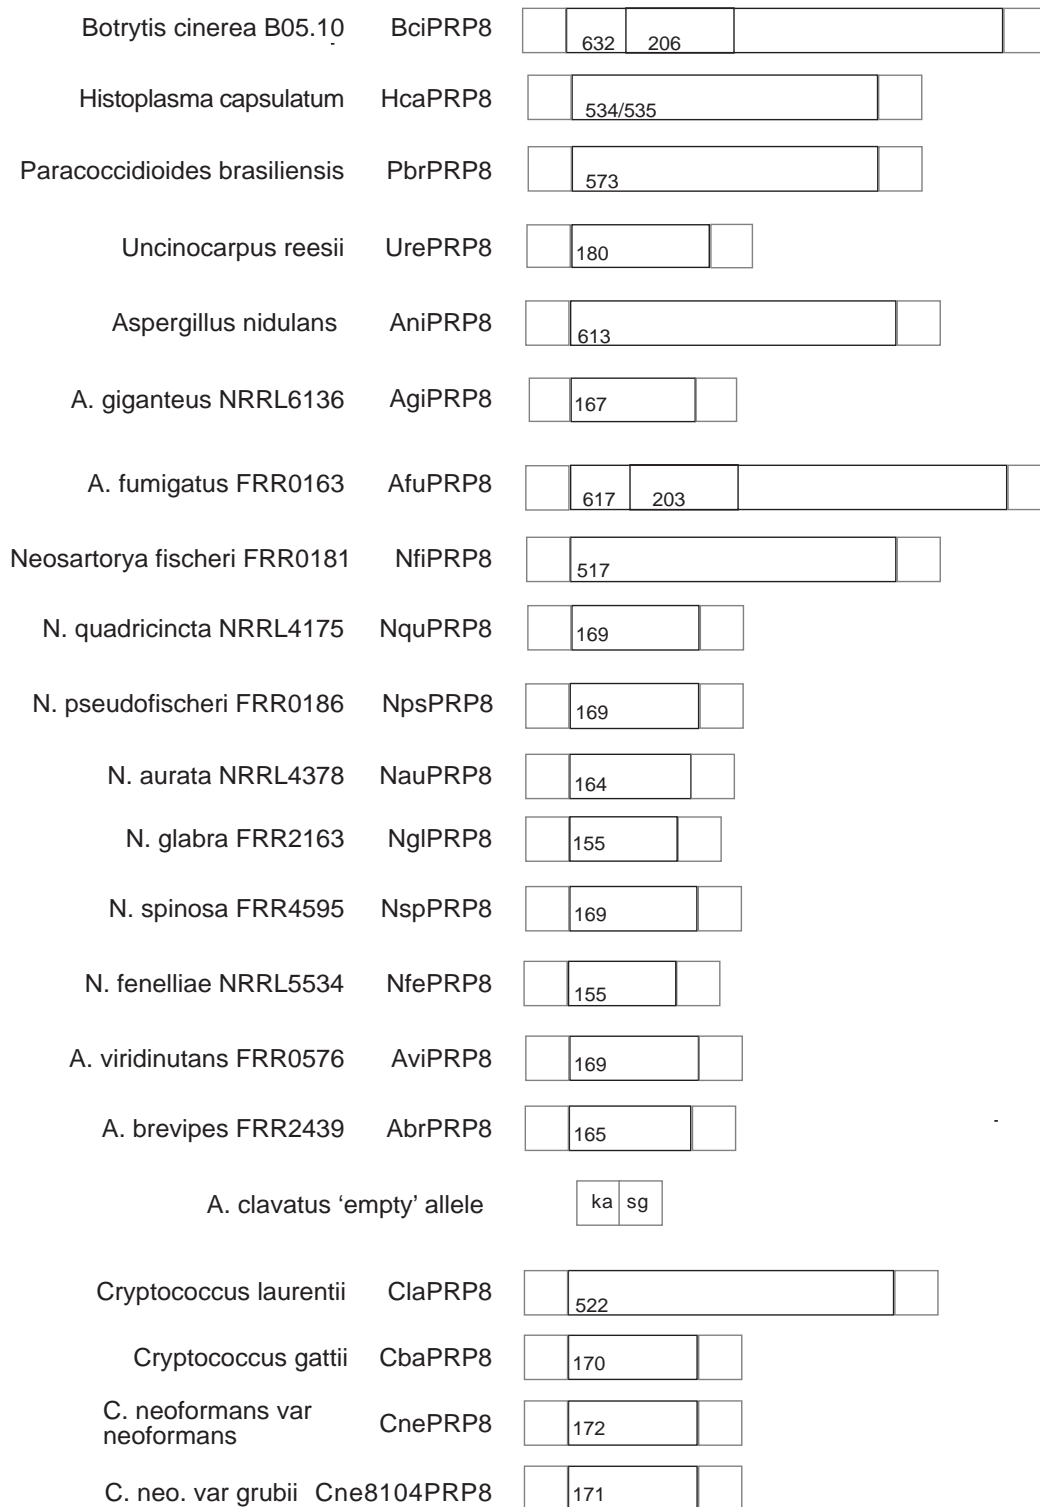 Botrytis cinerea B05.10 BciPRP8 632 206
Histoplasma capsulatum HcaPRP8 534/535
Paracoccidioides brasiliensis PbrPRP8 573
Uncinocarpus reesii UrePRP8 180
Aspergillus nidulans AniPRP8 613
A. giganteus NRRL6136 AgiPRP8 167
A. fumigatus FRR0163 AfuPRP8 617 203
Neosartorya fischeri FRR0181 NfiPRP8 517
N. quadricincta NRRL4175 NquPRP8 169
N. pseudofischeri FRR0186 NpsPRP8 169
N. aurata NRRL4378 NauPRP8 164
N. glabra FRR2163 NglPRP8 155
N. spinosa FRR4595 NspPRP8 169
N. fenelliae NRRL5534 NfePRP8 155
A. viridinutans FRR0576 AviPRP8 169
A. brevipes FRR2439 AbrPRP8 165
A. clavatus ‘empty’ allele ka sg
Cryptococcus laurentii ClaPRP8 522
Cryptococcus gattii CbaPRP8 170
C. neoformans var
neoformans CnePRP8 172
C. neo. var grubii Cne8104PRP8 171